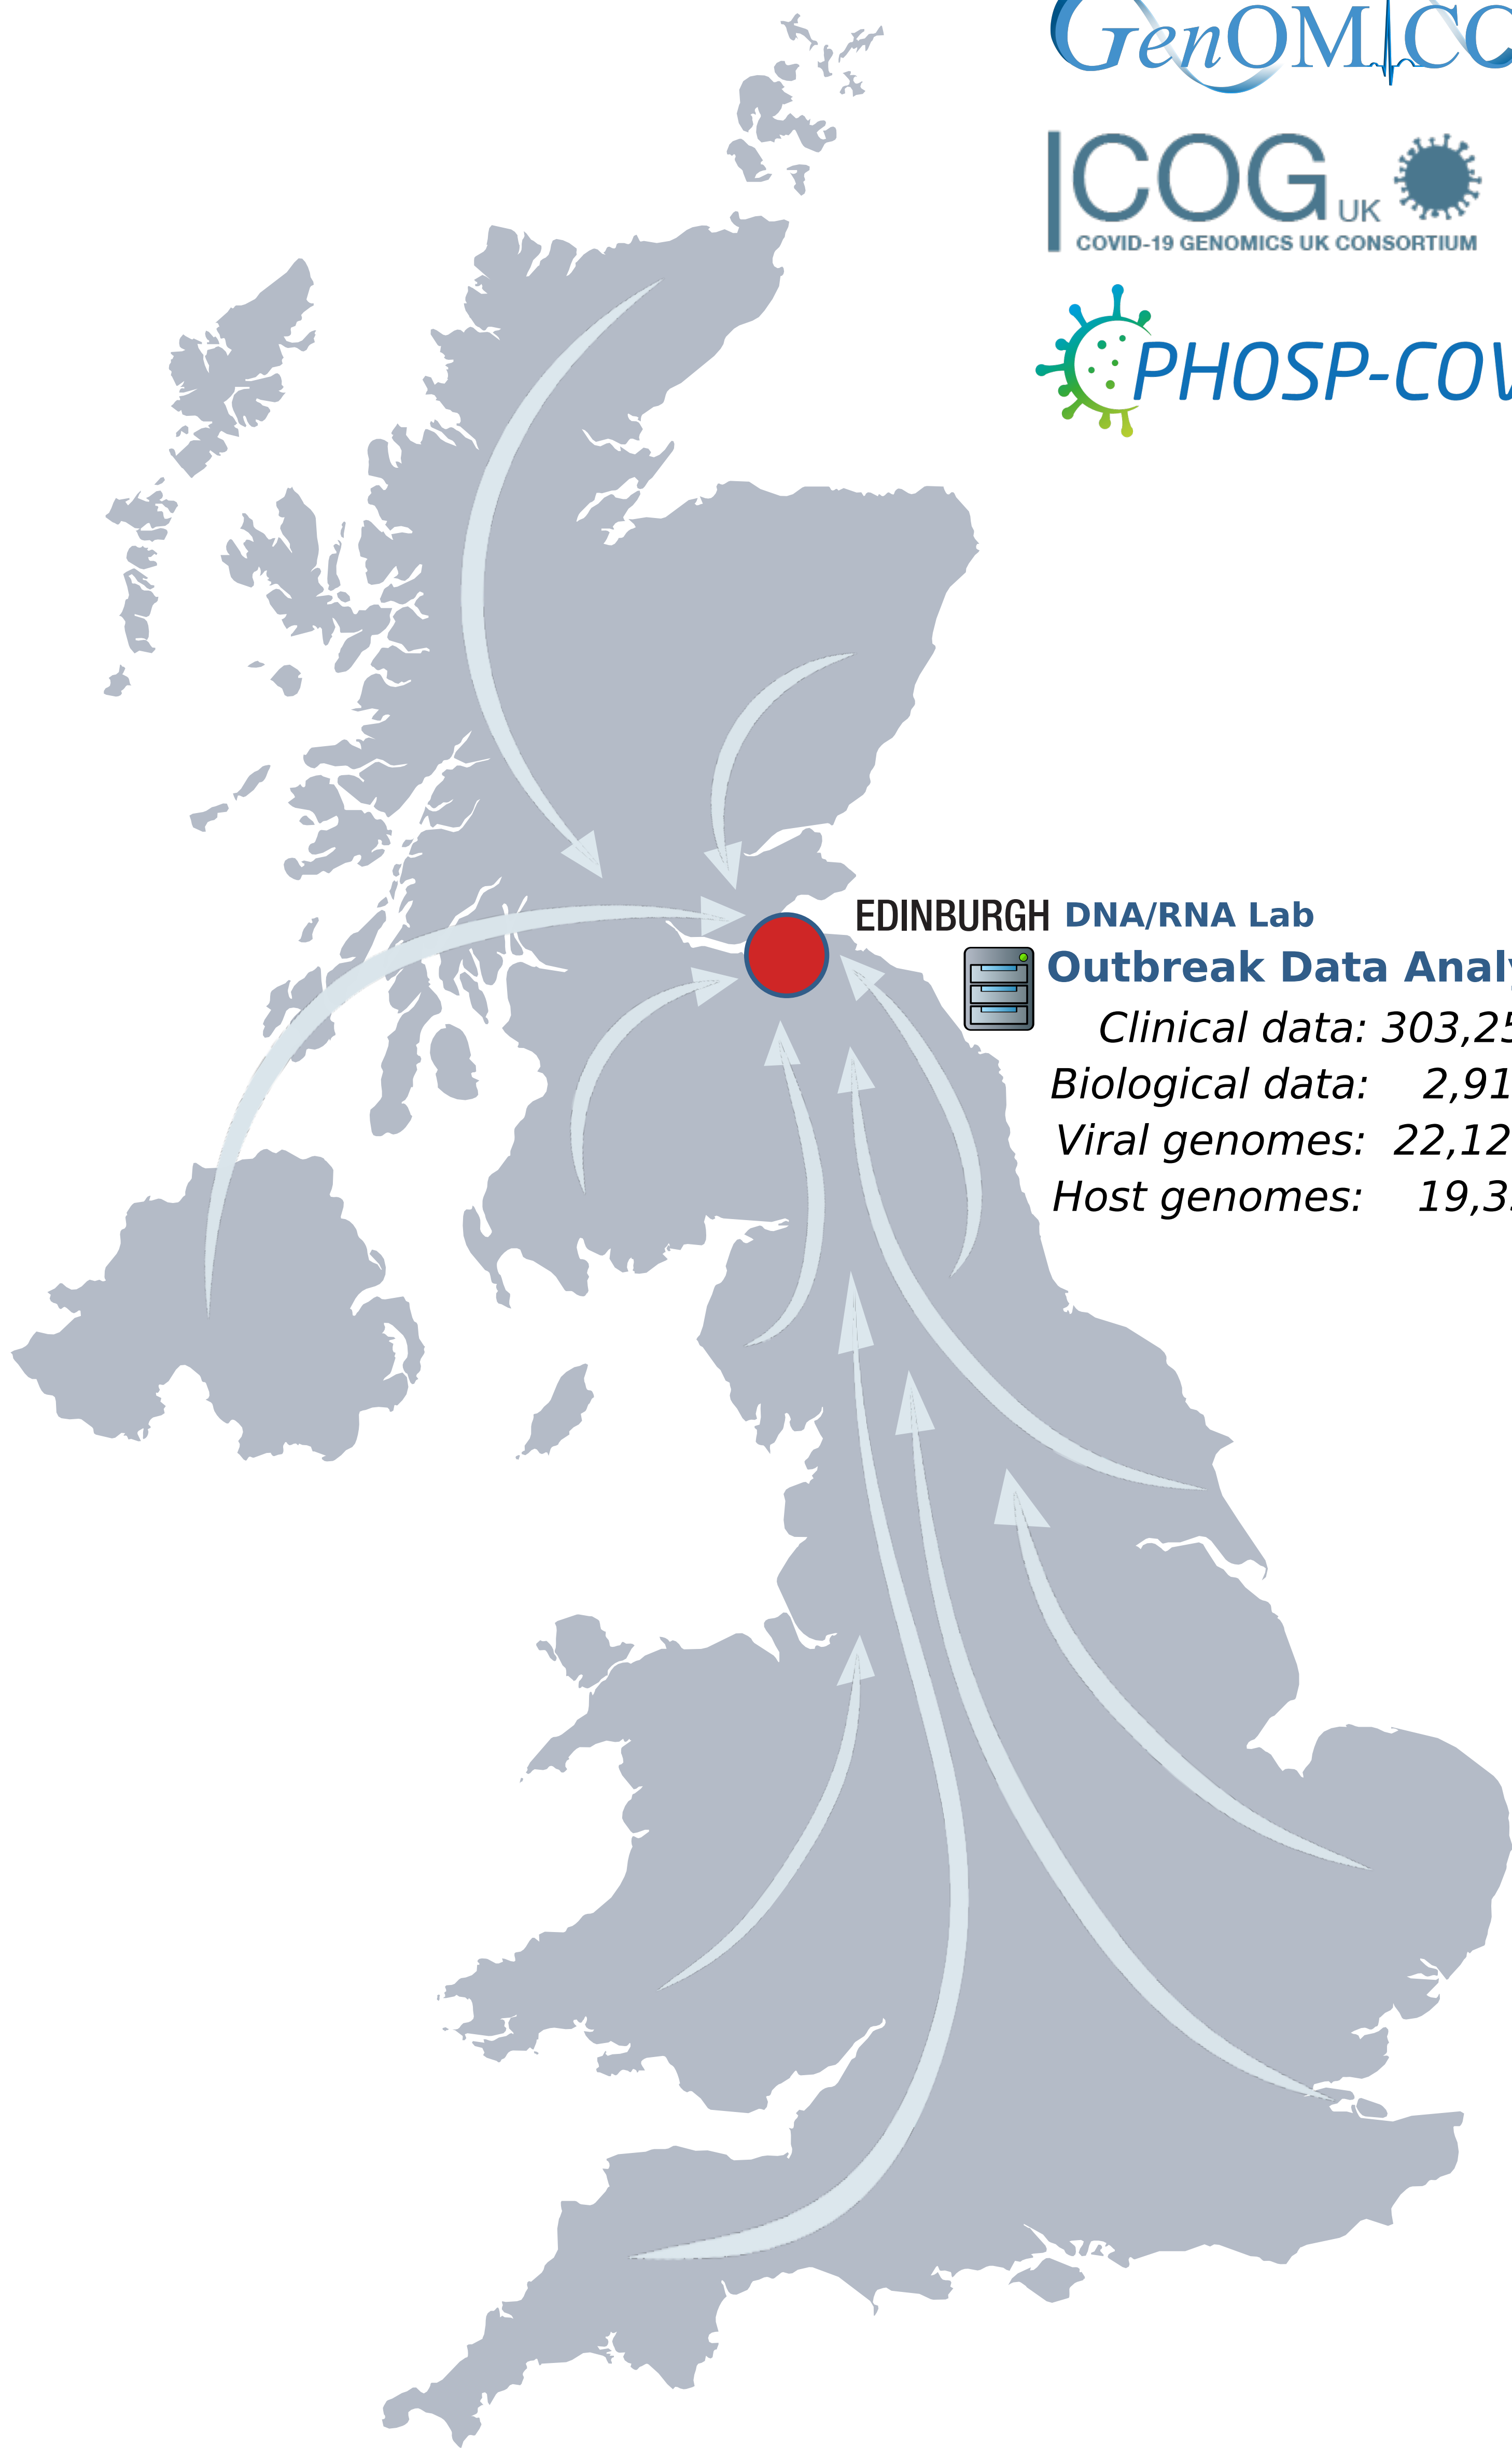 GenOMICC
COG UK
COVID-19 GENOMICS UK CONSORTIUM
PHOSP-COV
EDINBURGH DNA/RNA Lab
Outbreak Data Analy
Clinical data: 303,25
Biological data: 2,91
Viral genomes: 22,12
Host genomes: 19,3